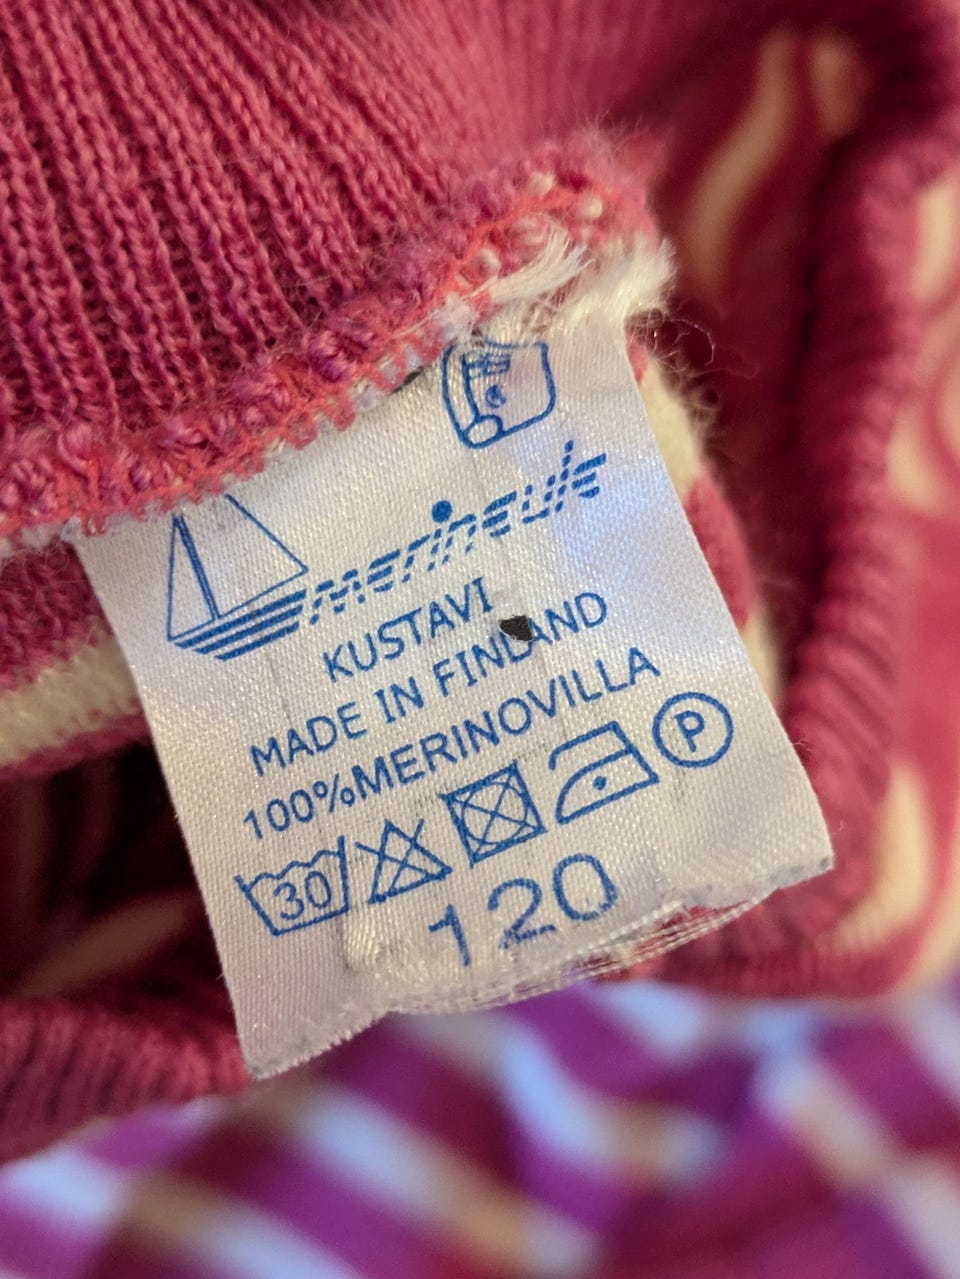 merineule
KUSTAVI
MADE IN FINLAND
100%MERINOVILLA
30 P
120